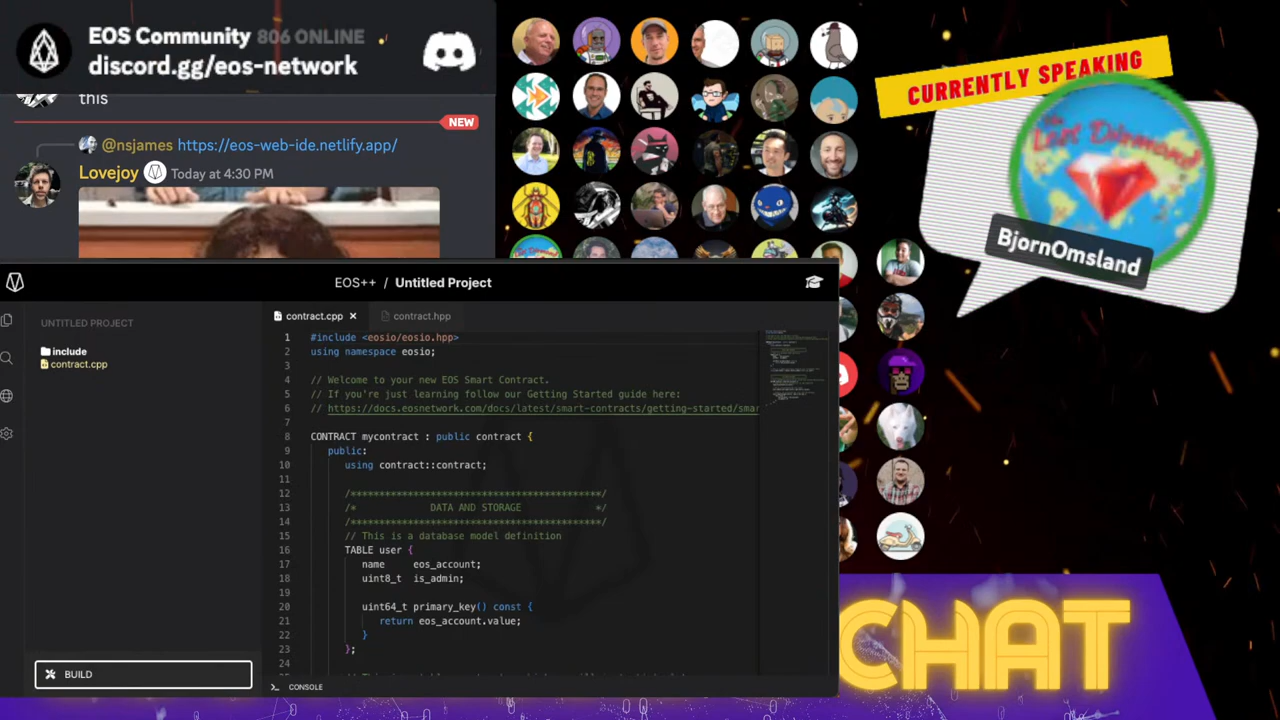 EOS Community 806 ONLINE
discord.gg/eos-network
this
NEW
@nsjames https://eos-web-ide.netlify.app/
Lovejoy Today at 4:30 PM
CURRENTLY SPEAKING
Lost Diamond
BjornOmsland
EOS++ / Untitled Project
UNTITLED PROJECT
include
contract.cpp
BUILD
contract.cpp contract.hpp
1 #include <eosio/eosio.hpp>
2 using namespace eosio;
3
4 // Welcome to your new EOS Smart Contract.
5 // If you're just learning follow our Getting Started guide here:
6 // https://docs.eosnetwork.com/docs/latest/smart-contracts/getting-started/smar
7
8 CONTRACT mycontract : public contract {
9 public:
10 using contract::contract;
11
12 /********************************************/
13 /* DATA AND STORAGE */
14 /********************************************/
15 // This is a database model definition
16 TABLE user {
17 name eos_account;
18 uint8_t is_admin;
19
20 uint64_t primary_key() const {
21 return eos_account.value;
22 }
23 };
24
CONSOLE
CHAT